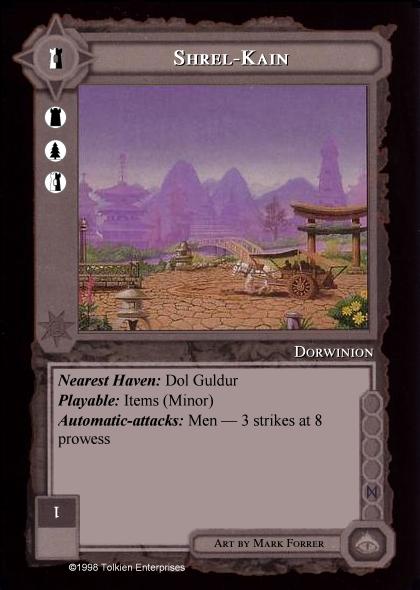 Shrel-Kain
Dorwinion
Nearest Haven: Dol Guldur
Playable: Items (Minor)
Automatic-attacks: Men — 3 strikes at 8
prowess
1
Art by Mark Forrer
©1998 Tolkien Enterprises